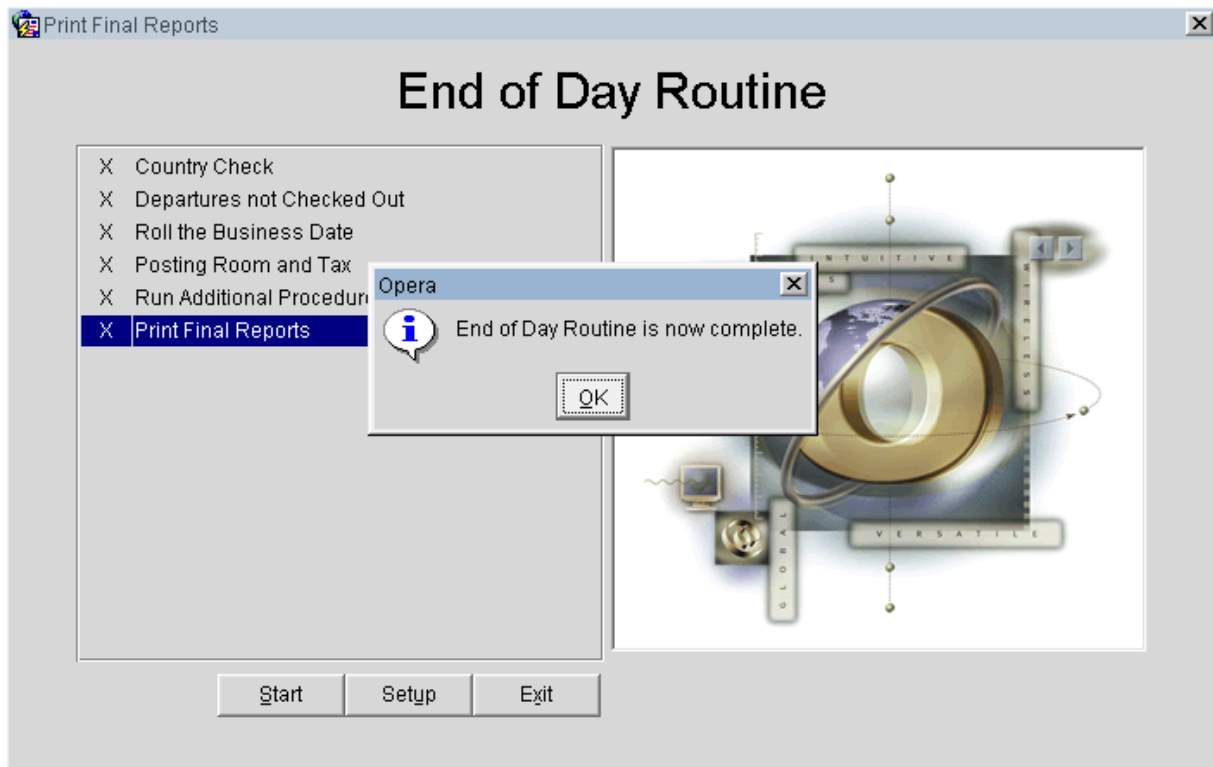 Print Final Reports
End of Day Routine
X Country Check
X Departures not Checked Out
X Roll the Business Date
X Posting Room and Tax
X Run Additional
X Print Final Reports
Opera
End of Day Routine is now complete.
OK
INTUITIVE
WIRELESS
GLOBAL
VERSATILE
Start
Setup
Exit